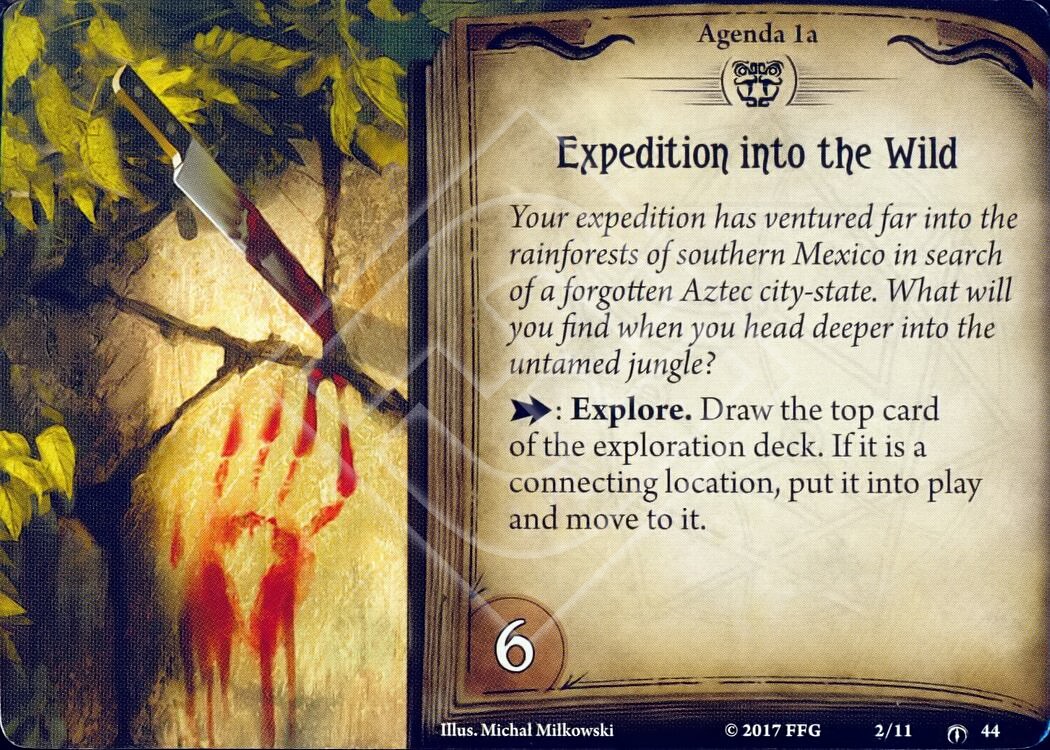 Agenda 1a
Expedition into the Wild
Your expedition has ventured far into the
rainforests of southern Mexico in search
of a forgotten Aztec city-state. What will
you find when you head deeper into the
untamed jungle?
: Explore. Draw the top card
of the exploration deck. If it is a
connecting location, put it into play
and move to it.
6
Illus. Michał Miłkowski © 2017 FFG 2/11 44